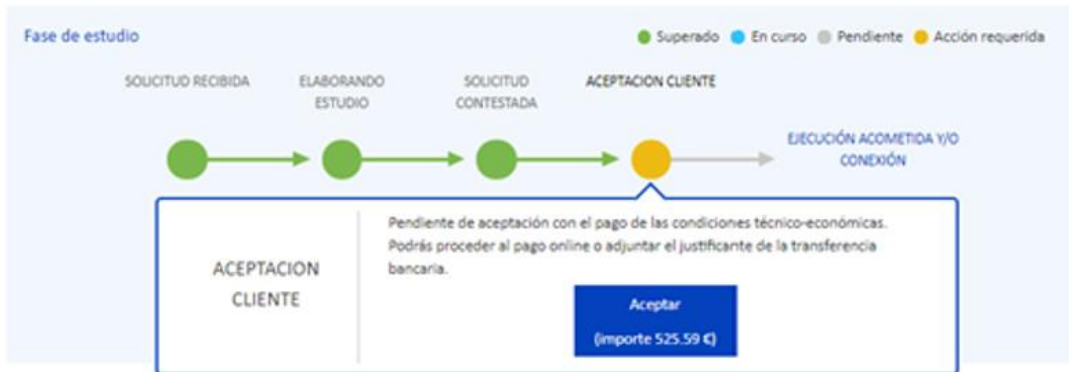 Fase de estudio
Superado En curso Pendiente Acción requerida
SOLICITUD RECIBIDA
ELABORANDO
ESTUDIO
SOLICITUD
CONTESTADA
ACEPTACION CLIENTE
EJECUCIÓN ACOMETIDA Y/O
CONEXIÓN
ACEPTACION
CLIENTE
Pendiente de aceptación con el pago de las condiciones técnico-económicas.
Podrás proceder al pago online o adjuntar el justificante de la transferencia
bancaria.
Aceptar
(importe 525.59 €)